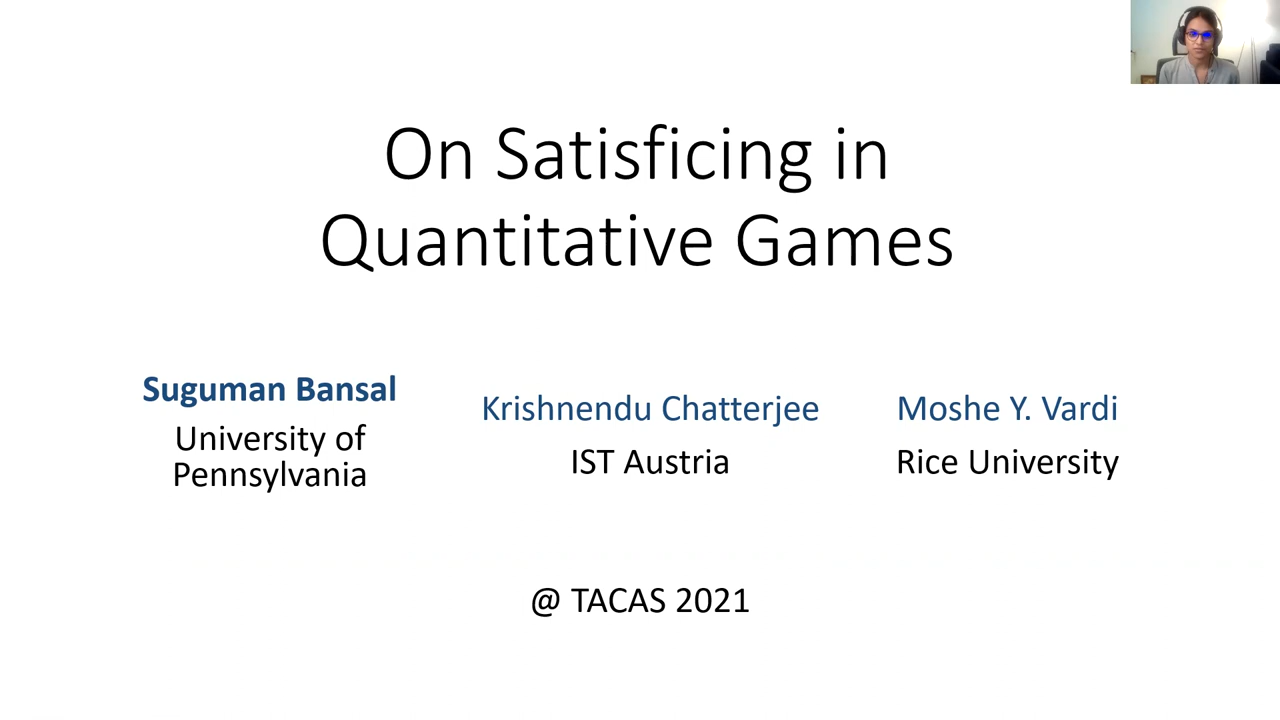 On Satisficing in
Quantitative Games
Suguman Bansal
University of
Pennsylvania
Krishnendu Chatterjee
IST Austria
Moshe Y. Vardi
Rice University
@ TACAS 2021